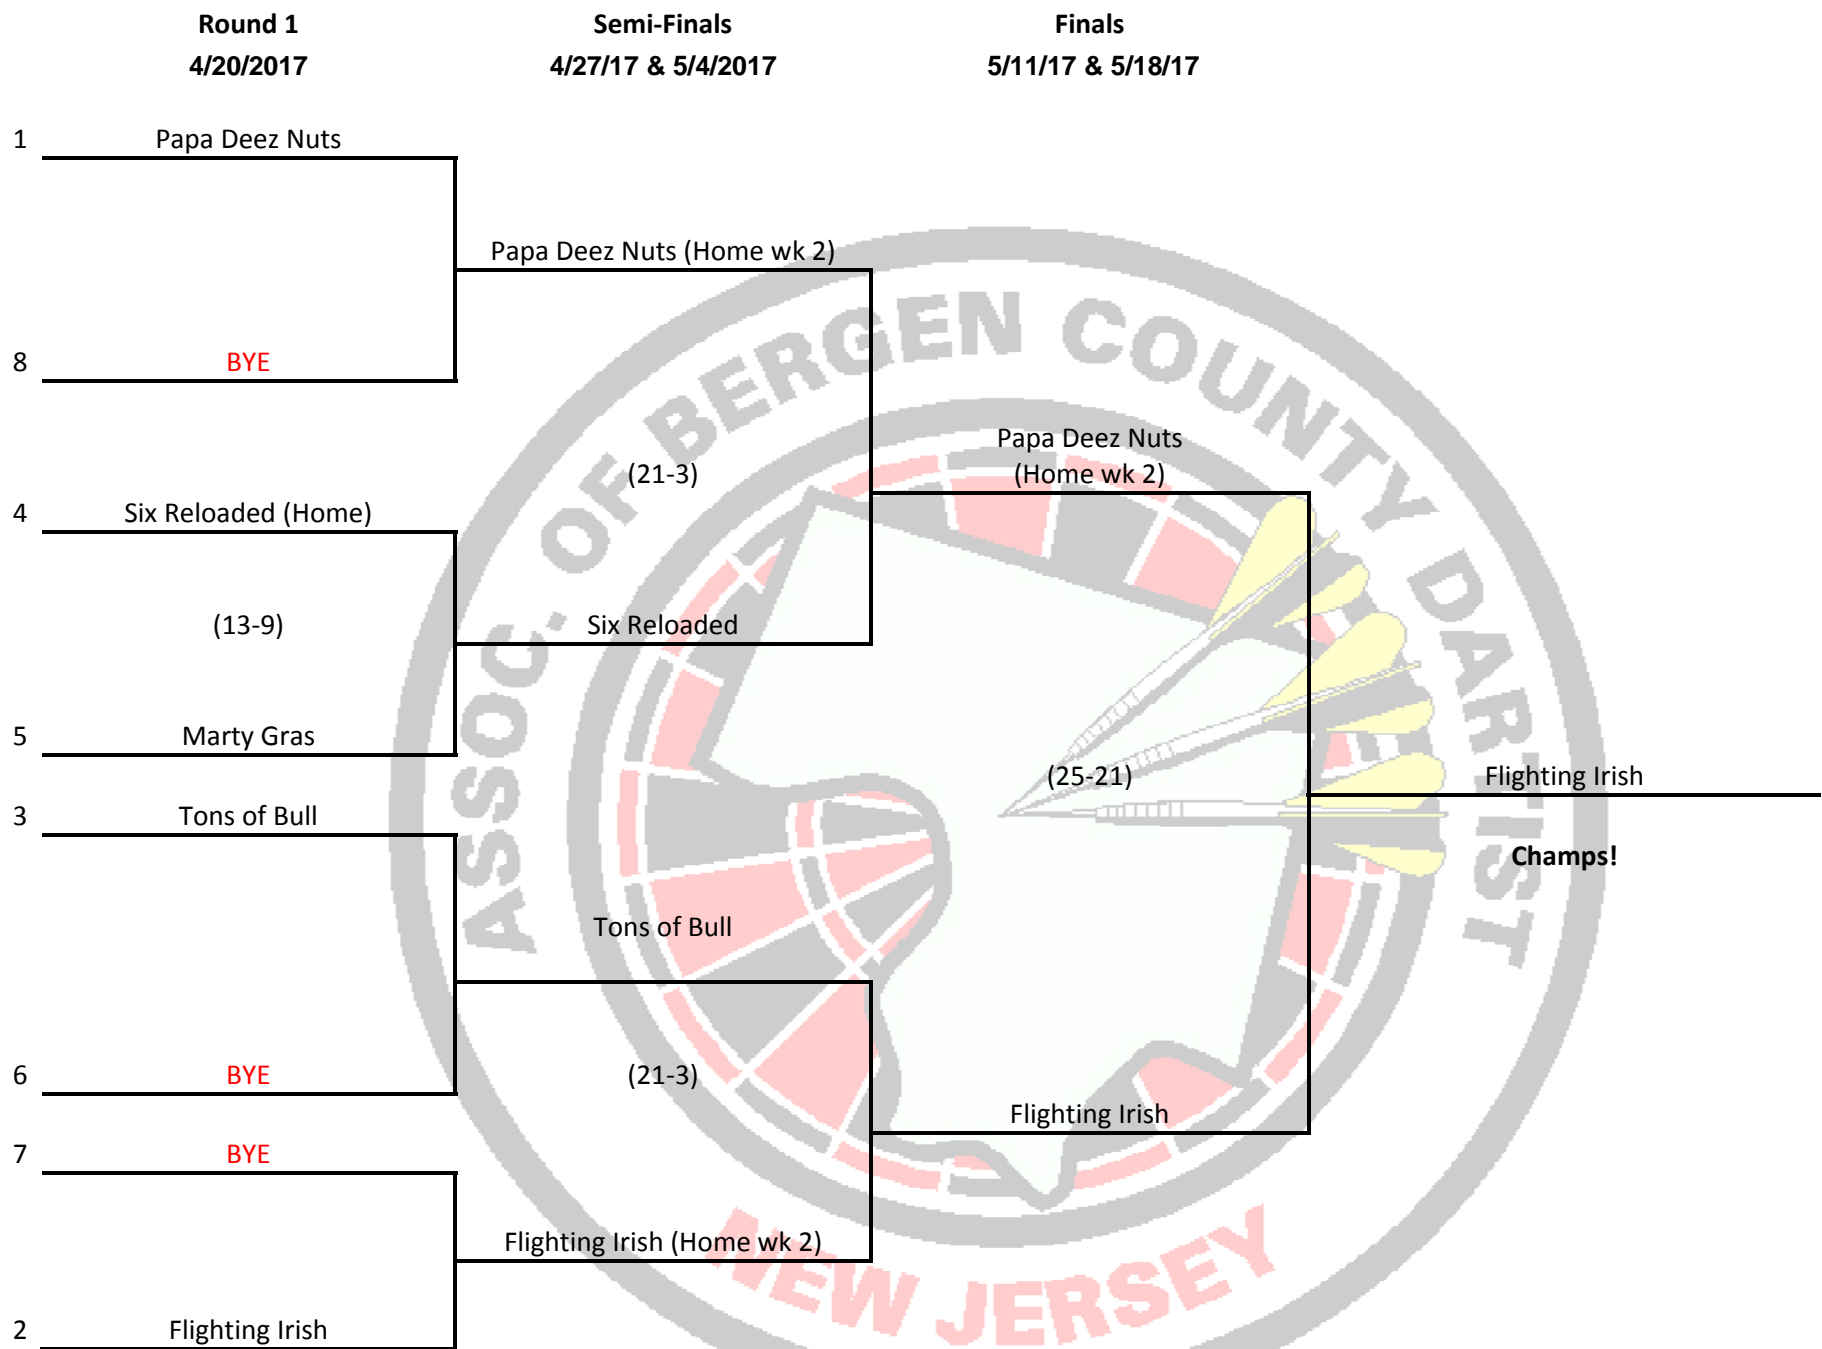 Round 1 Semi-Finals Finals
4/20/2017 4/27/17 & 5/4/2017 5/11/17 & 5/18/17
1 Papa Deez Nuts
Papa Deez Nuts (Home wk 2)
8 BYE
Papa Deez Nuts
(Home wk 2)
(21-3)
4 Six Reloaded (Home)
(13-9)
Six Reloaded
5 Marty Gras
(25-21)
Flighting Irish
3 Tons of Bull
Champs!
Tons of Bull
6 BYE
(21-3)
Flighting Irish
7 BYE
Flighting Irish (Home wk 2)
2 Flighting Irish
ASSOC. OF BERGEN COUNTY DARTIST
NEW JERSEY